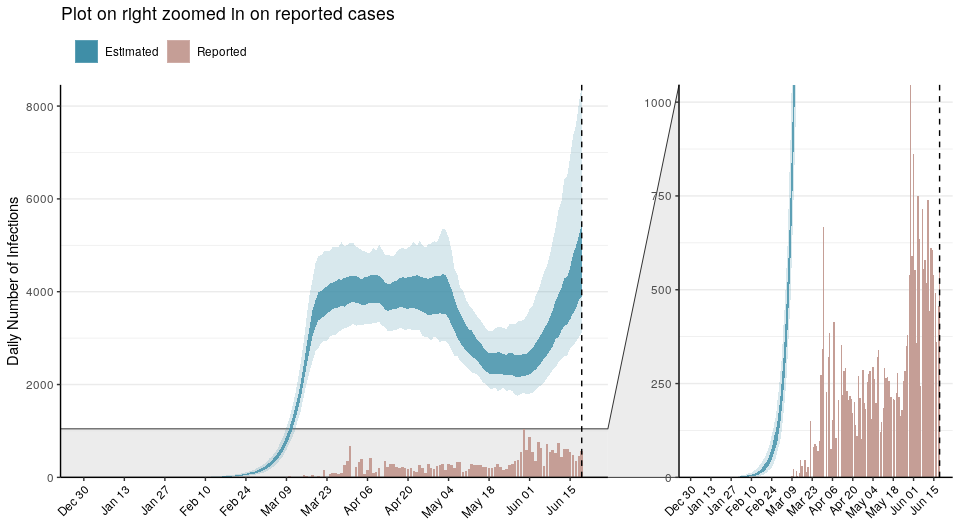 Plot on right zoomed in on reported cases
Estimated Reported
Daily Number of Infections
8000
6000
4000
2000
0
Dec 30 Jan 13 Jan 27 Feb 10 Feb 24 Mar 09 Mar 23 Apr 06 Apr 20 May 04 May 18 Jun 01 Jun 15
1000
750
500
250
0
Dec 30 Jan 13 Jan 27 Feb 10 Feb 24 Mar 09 Mar 23 Apr 06 Apr 20 May 04 May 18 Jun 01 Jun 15